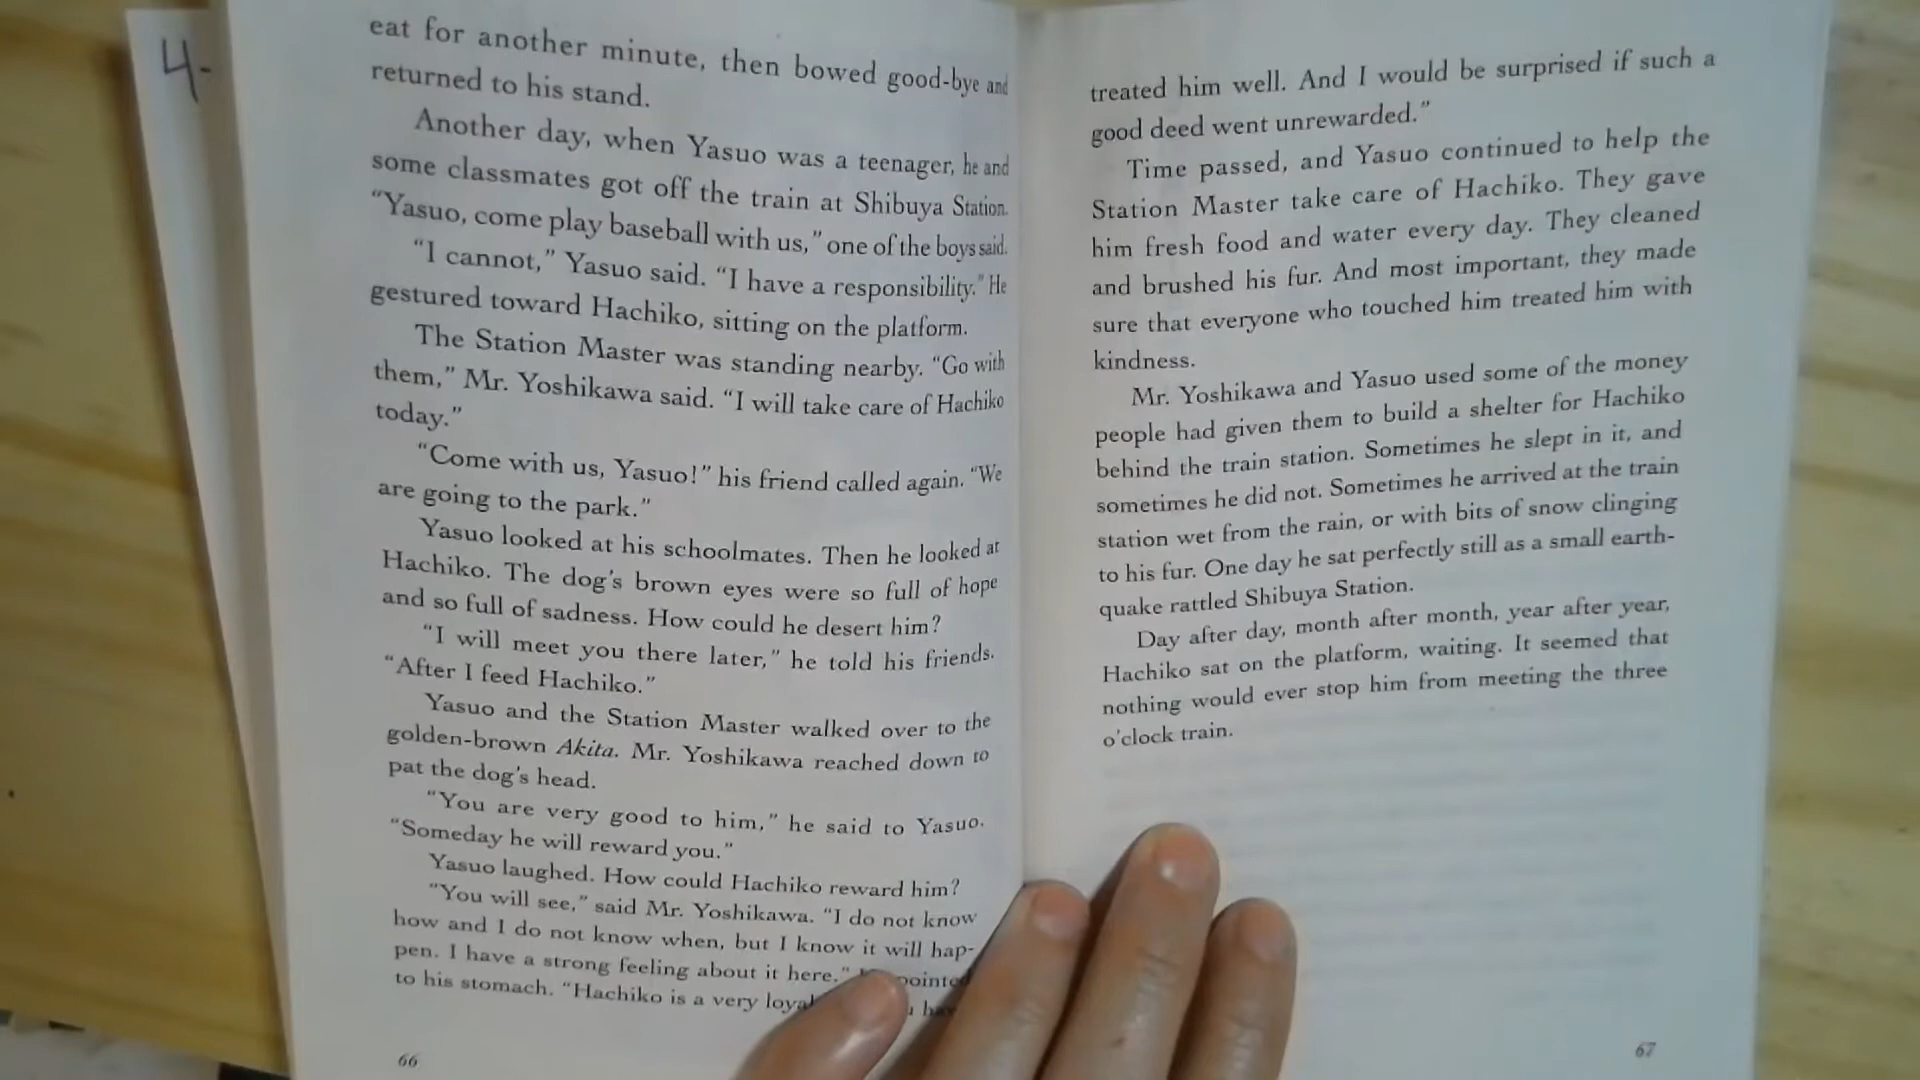 4-
eat for another minute, then bowed good-bye and
returned to his stand.
Another day, when Yasuo was a teenager, he and
some classmates got off the train at Shibuya Station.
“Yasuo, come play baseball with us,” one of the boys said.
“I cannot,” Yasuo said. “I have a responsibility.” He
gestured toward Hachiko, sitting on the platform.
The Station Master was standing nearby. “Go with
them,” Mr. Yoshikawa said. “I will take care of Hachiko
today.”
“Come with us, Yasuo!” his friend called again. “We
are going to the park.”
Yasuo looked at his schoolmates. Then he looked at
Hachiko. The dog’s brown eyes were so full of hope
and so full of sadness. How could he desert him?
“I will meet you there later,” he told his friends.
“After I feed Hachiko.”
Yasuo and the Station Master walked over to the
golden-brown Akita. Mr. Yoshikawa reached down to
pat the dog’s head.
“You are very good to him,” he said to Yasuo.
“Someday he will reward you.”
Yasuo laughed. How could Hachiko reward him?
“You will see,” said Mr. Yoshikawa. “I do not know
how and I do not know when, but I know it will hap-
pen. I have a strong feeling about it here.” pointed
to his stomach. “Hachiko is a very
66
treated him well. And I would be surprised if such a
good deed went unrewarded.”
Time passed, and Yasuo continued to help the
Station Master take care of Hachiko. They gave
him fresh food and water every day. They cleaned
and brushed his fur. And most important, they made
sure that everyone who touched him treated him with
kindness.
Mr. Yoshikawa and Yasuo used some of the money
people had given them to build a shelter for Hachiko
behind the train station. Sometimes he slept in it, and
sometimes he did not. Sometimes he arrived at the train
station wet from the rain, or with bits of snow clinging
to his fur. One day he sat perfectly still as a small earth-
quake rattled Shibuya Station.
Day after day, month after month, year after year,
Hachiko sat on the platform, waiting. It seemed that
nothing would ever stop him from meeting the three
o’clock train.
67